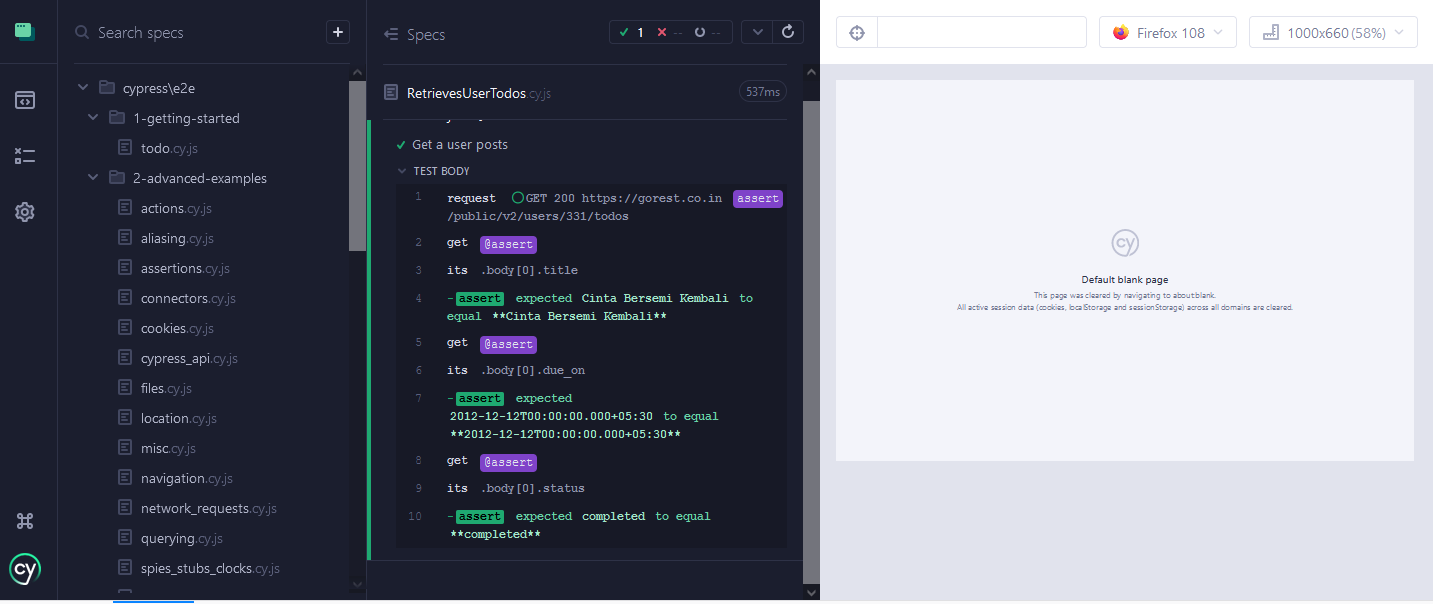 Search specs
+
cypress\e2e
1-getting-started
todo.cy.js
2-advanced-examples
actions.cy.js
aliasing.cy.js
assertions.cy.js
connectors.cy.js
cookies.cy.js
cypress_api.cy.js
files.cy.js
location.cy.js
misc.cy.js
navigation.cy.js
network_requests.cy.js
querying.cy.js
spies_stubs_clocks.cy.js
cy
Specs
1 -- --
RetrievesUserTodos.cy.js 537ms
Get a user posts
TEST BODY
1 request GET 200 https://gorest.co.in assert
/public/v2/users/331/todos
2 get @assert
3 its .body[0].title
4 -assert expected Cinta Bersemi Kembali to
equal **Cinta Bersemi Kembali**
5 get @assert
6 its .body[0].due_on
7 -assert expected
2012-12-12T00:00:00.000+05:30 to equal
**2012-12-12T00:00:00.000+05:30**
8 get @assert
9 its .body[0].status
10 -assert expected completed to equal
**completed**
Firefox 108
1000x660 (58%)
cy
Default blank page
This page was cleared by navigating to about:blank.
All active session data (cookies, localStorage and sessionStorage) across all domains are cleared.